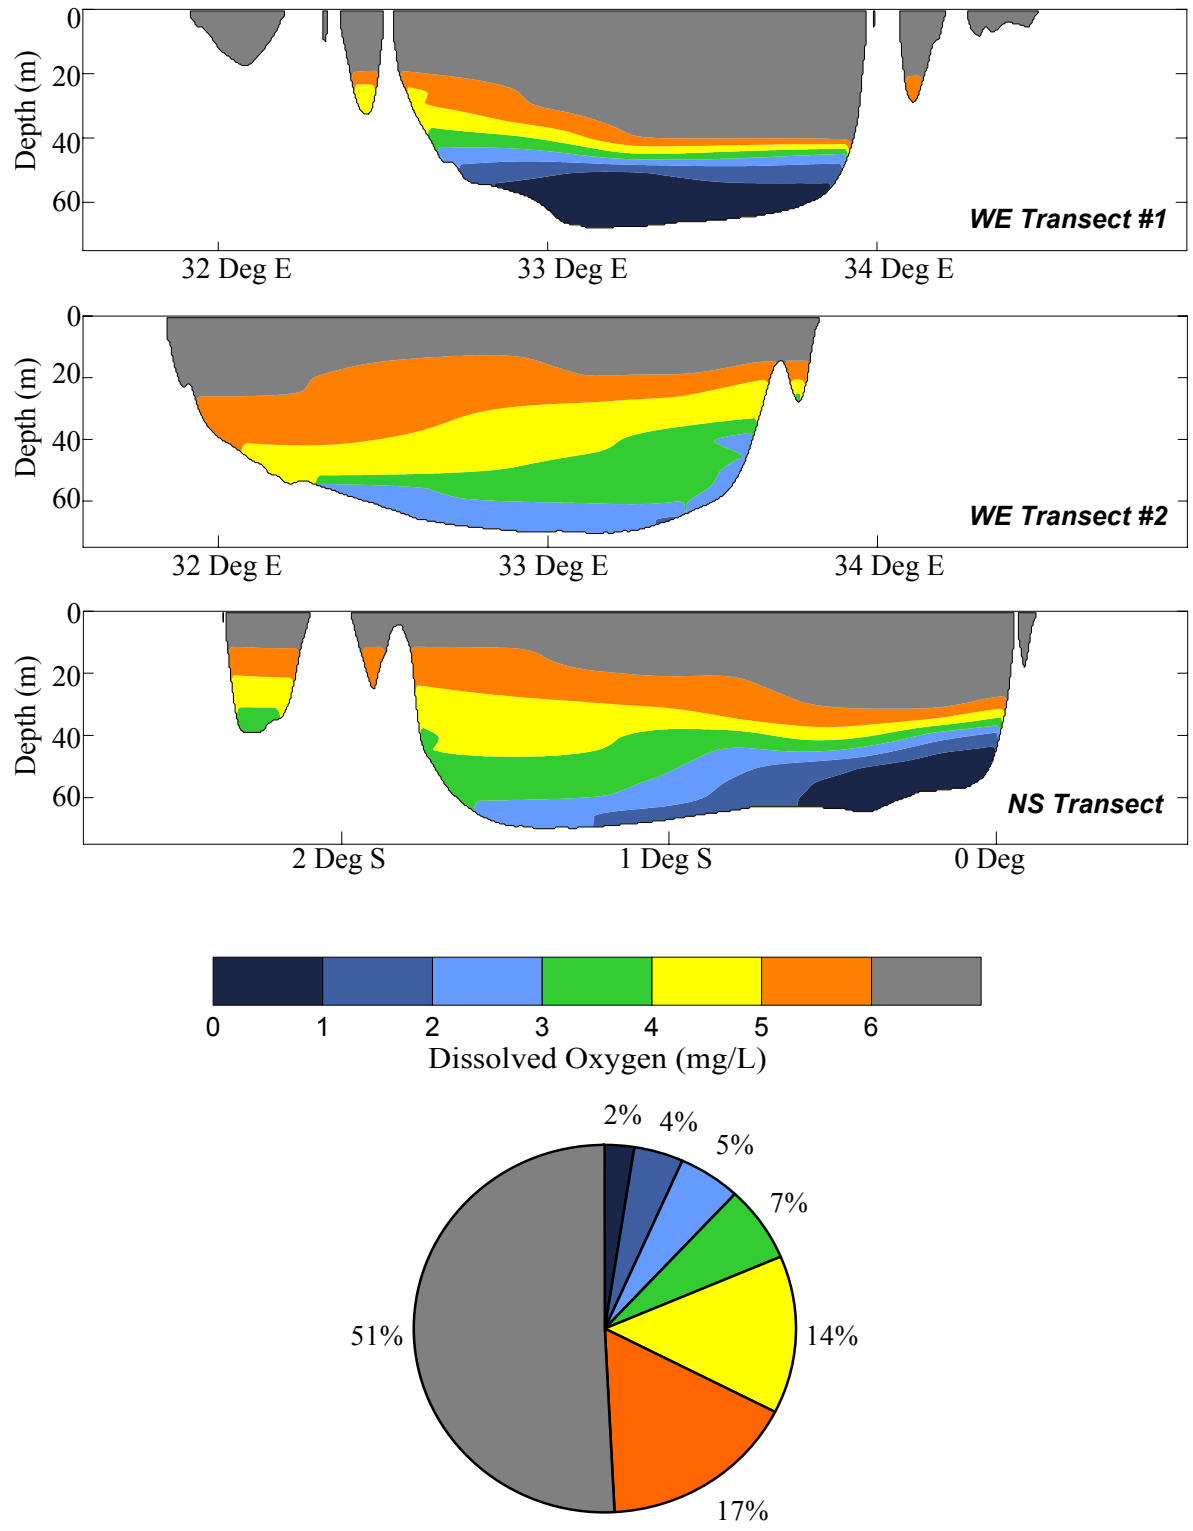 0
20
40
60
Depth (m)
WE Transect #1
32 Deg E 33 Deg E 34 Deg E
0
20
40
60
Depth (m)
WE Transect #2
32 Deg E 33 Deg E 34 Deg E
0
20
40
60
Depth (m)
NS Transect
2 Deg S 1 Deg S 0 Deg
0 1 2 3 4 5 6
Dissolved Oxygen (mg/L)
2% 4%
5%
7%
51% 14%
17%